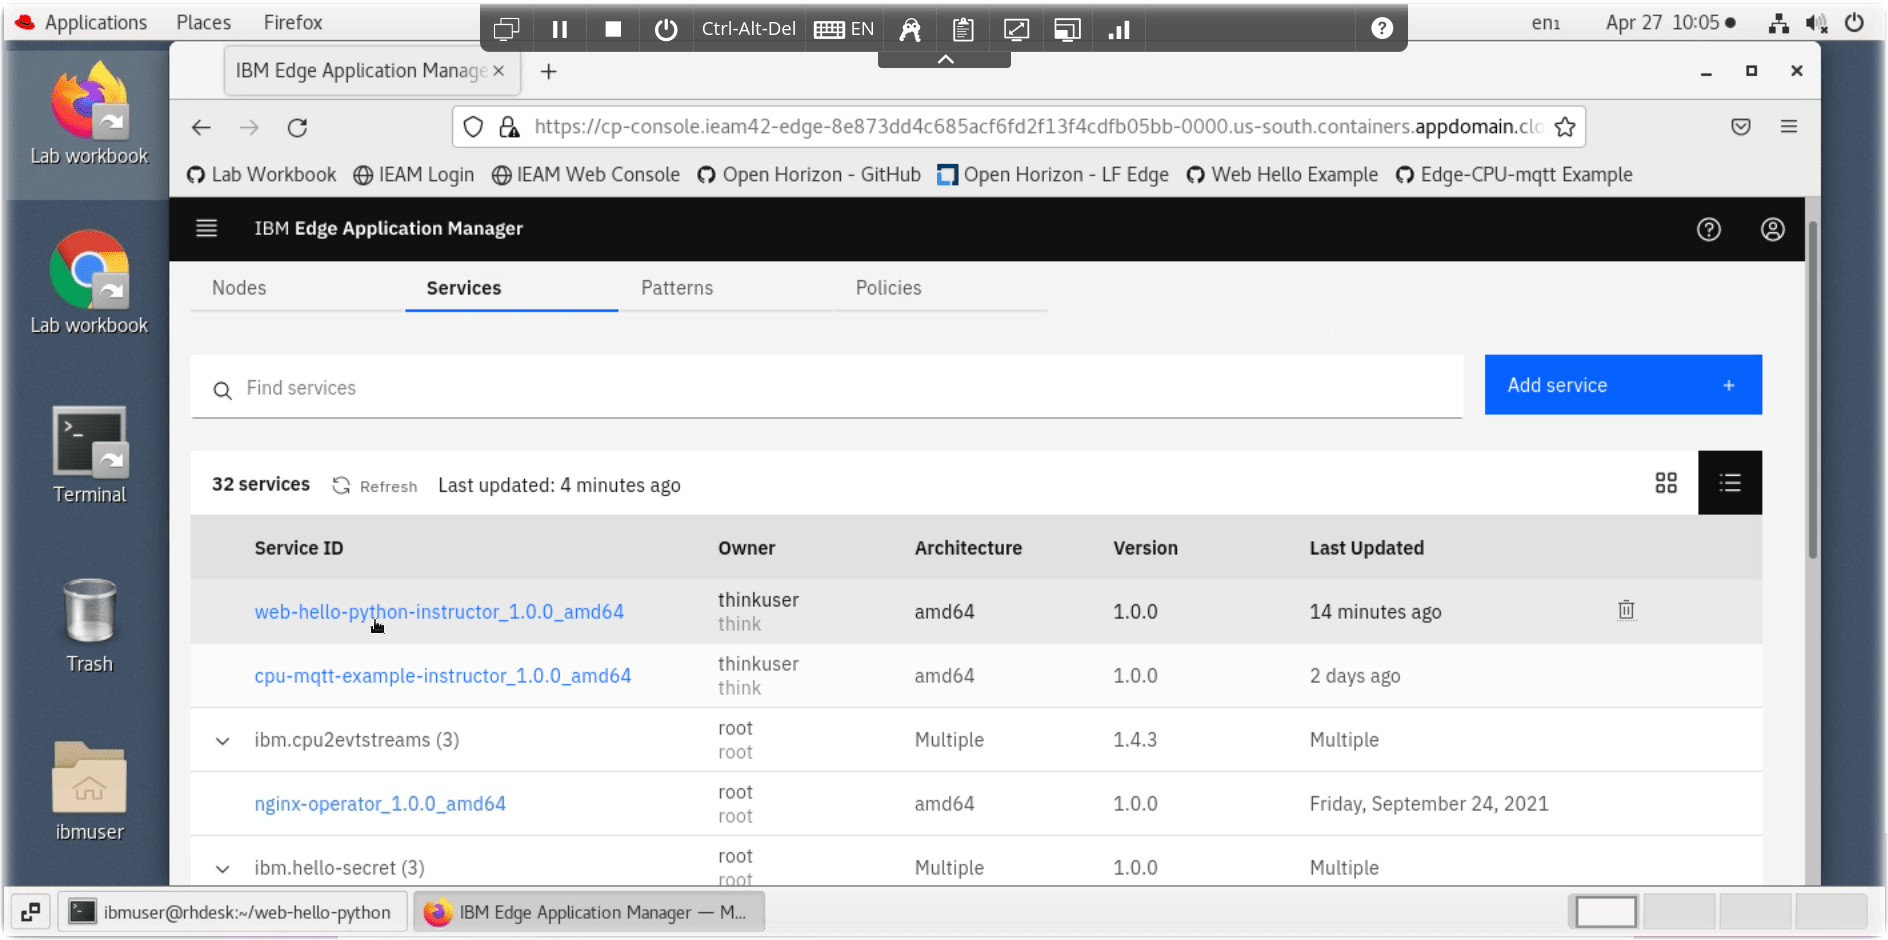 Applications Places Firefox
Ctrl-Alt-Del EN
en₁ Apr 27 10:05
IBM Edge Application Manage
https://cp-console.ieam42-edge-8e873dd4c685acf6fd2f13f4cdfb05bb-0000.us-south.containers.appdomain.clo
Lab Workbook IEAM Login IEAM Web Console Open Horizon - GitHub Open Horizon - LF Edge Web Hello Example Edge-CPU-mqtt Example
IBM Edge Application Manager
Nodes Services Patterns Policies
Find services
Add service +
32 services Refresh Last updated: 4 minutes ago
Service ID Owner Architecture Version Last Updated
web-hello-python-instructor_1.0.0_amd64 thinkuser amd64 1.0.0 14 minutes ago
think
cpu-mqtt-example-instructor_1.0.0_amd64 thinkuser amd64 1.0.0 2 days ago
think
ibm.cpu2evtstreams (3) root Multiple 1.4.3 Multiple
root
nginx-operator_1.0.0_amd64 root amd64 1.0.0 Friday, September 24, 2021
root
ibm.hello-secret (3) root Multiple 1.0.0 Multiple
root
Lab workbook
Lab workbook
Terminal
Trash
ibmuser
ibmuser@rhdesk:~/web-hello-python
IBM Edge Application Manager — M...